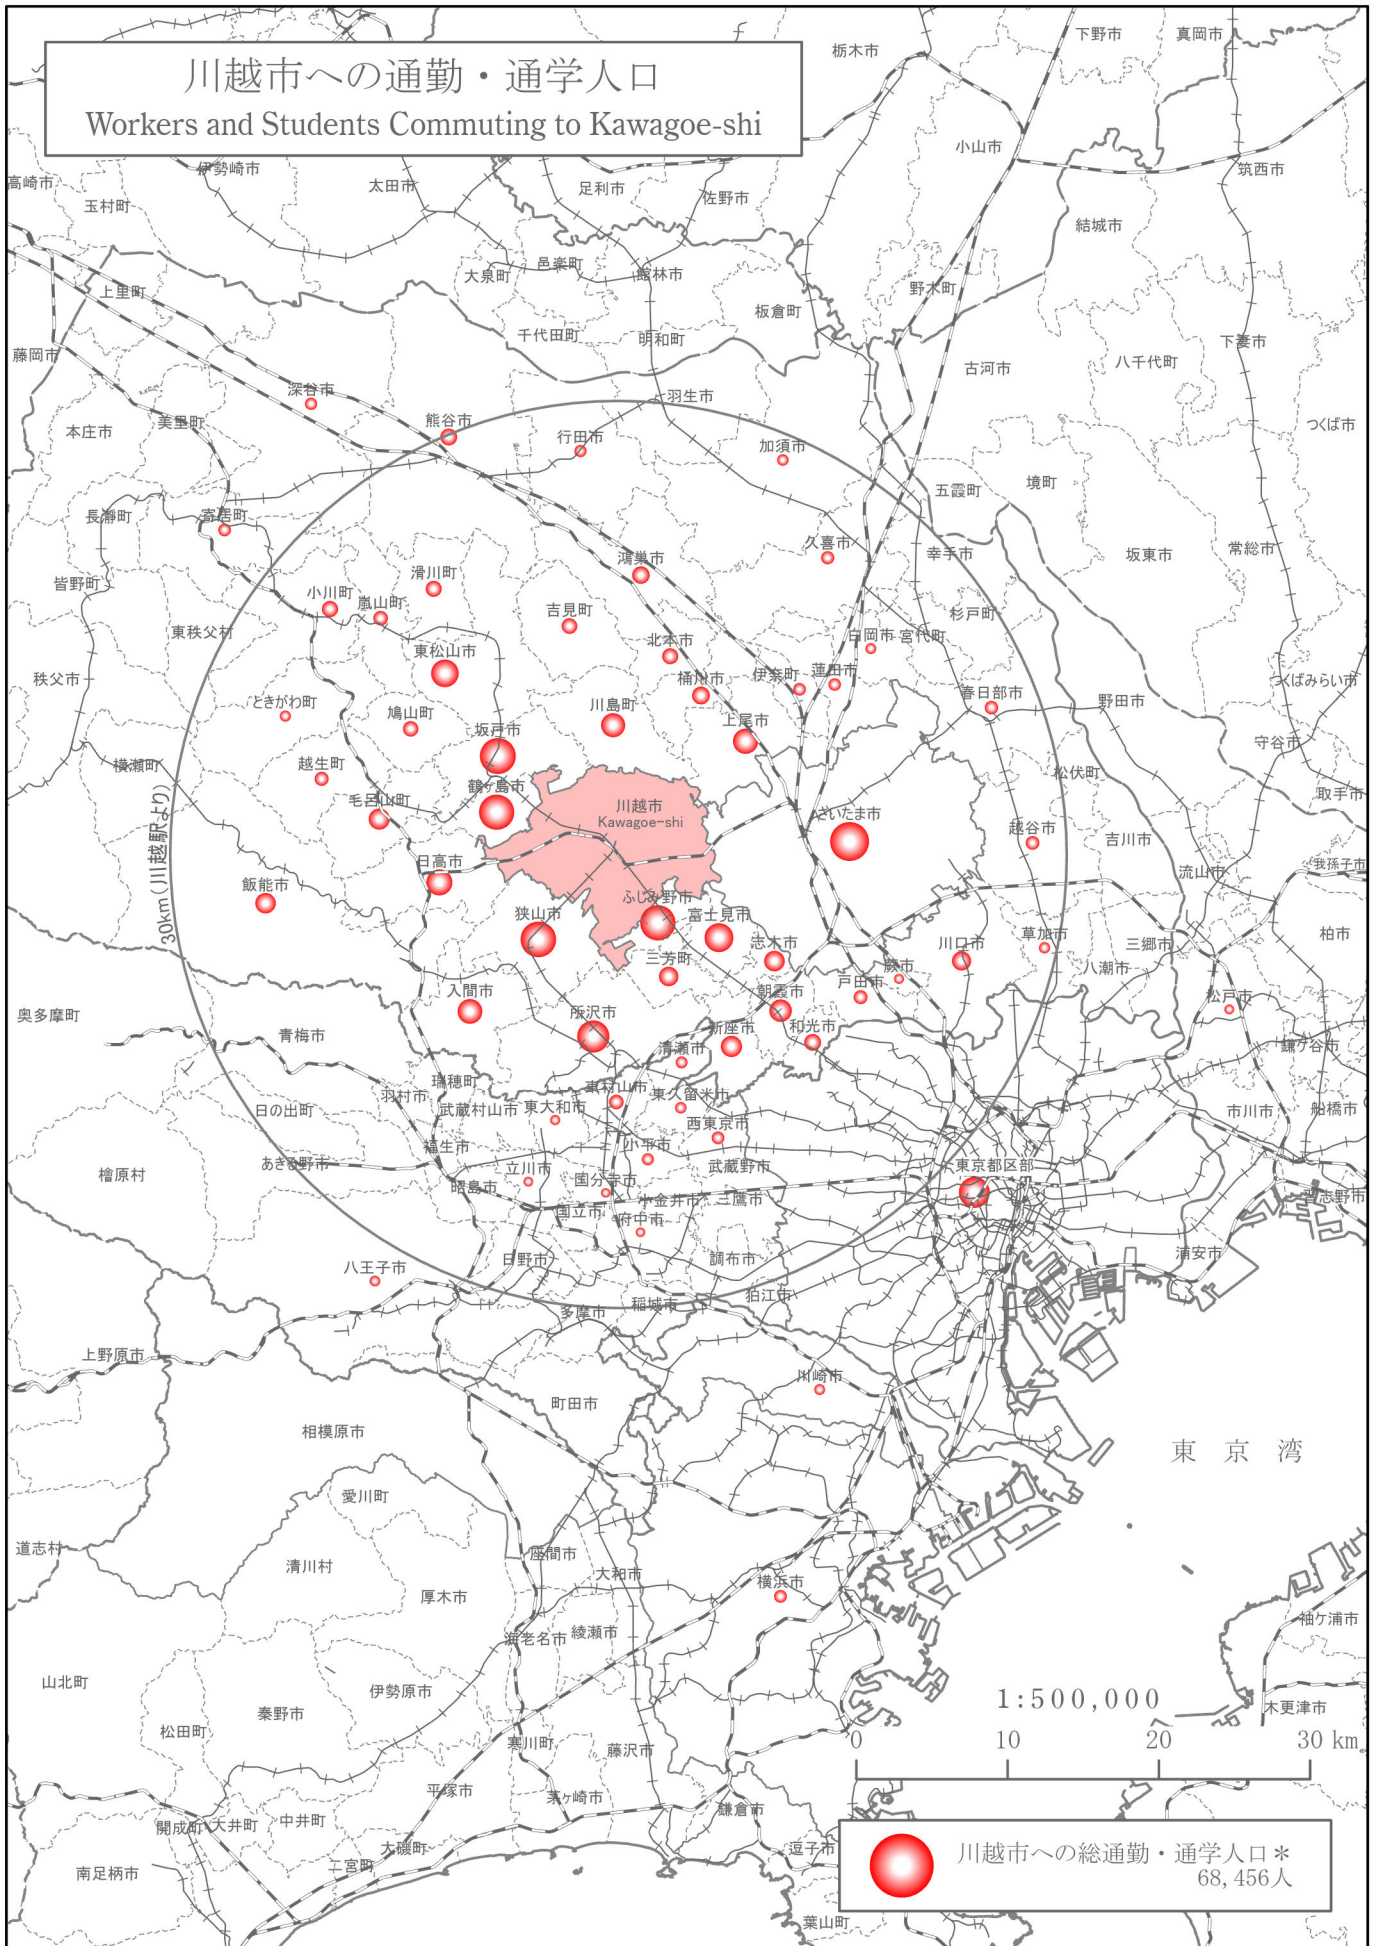 川越市への通勤・通学人口
Workers and Students Commuting to Kawagoe-shi
栃木市
下野市
真岡市
小山市
筑西市
高崎市
伊勢崎市
太田市
足利市
佐野市
玉村町
結城市
邑楽町
大泉町
館林市
野木町
上里町
板倉町
千代田町
明和町
下妻市
藤岡市
八千代町
古河市
深谷市
羽生市
美里町
熊谷市
本庄市
行田市
加須市
つくば市
境町
五霞町
長瀞町
寄居町
久喜市
幸手市
坂東市
常総市
鴻巣市
滑川町
皆野町
小川町
嵐山町
吉見町
杉戸町
東秩父村
白岡市
宮代町
北本市
東松山市
秩父市
桶川市
伊奈町
蓮田市
つくばみらい市
春日部市
野田市
ときがわ町
鳩山町
川島町
上尾市
坂戸市
守谷市
横瀬町
越生町
松伏町
鶴ヶ島市
取手市
毛呂山町
川越市
Kawagoe-shi
さいたま市
越谷市
吉川市
30km(川越駅より)
日高市
流山市
我孫子市
飯能市
ふじみ野市
狭山市
富士見市
志木市
川口市
草加市
三郷市
柏市
三芳町
蕨市
八潮市
戸田市
入間市
朝霞市
松戸市
奥多摩町
所沢市
青梅市
新座市
和光市
清瀬市
鎌ケ谷市
瑞穂町
東村山市
羽村市
東久留米市
日の出町
武蔵村山市
東大和市
市川市
船橋市
西東京市
福生市
小平市
あきる野市
武蔵野市
東京都区部
檜原村
立川市
国分寺市
昭島市
小金井市
三鷹市
習志野市
国立市
府中市
日野市
調布市
浦安市
八王子市
狛江市
多摩市
稲城市
上野原市
川崎市
町田市
相模原市
東京湾
愛川町
道志村
座間市
清川村
大和市
横浜市
厚木市
袖ケ浦市
海老名市
綾瀬市
山北町
伊勢原市
1:500,000
秦野市
木更津市
松田町
0 10 20 30 km
寒川町
藤沢市
平塚市
茅ヶ崎市
鎌倉市
中井町
開成町
大井町
大磯町
逗子市
二宮町
南足柄市
川越市への総通勤・通学人口＊
68,456人
葉山町